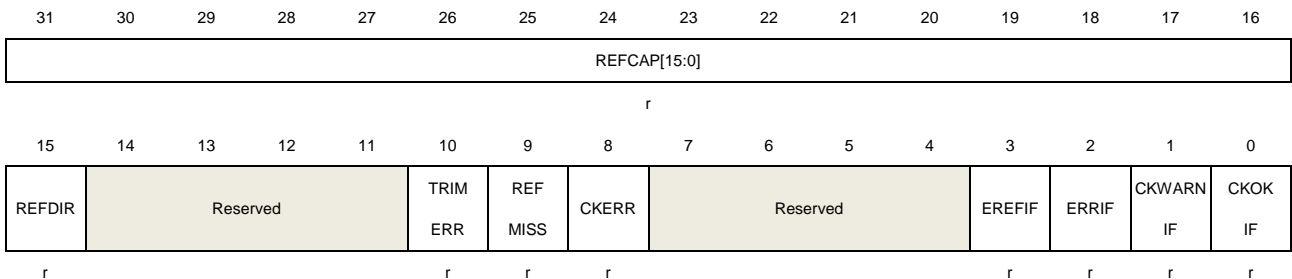 31 30 29 28 27 26 25 24 23 22 21 20 19 18 17 16
REFCAP[15:0]
r
15 14 13 12 11 10 9 8 7 6 5 4 3 2 1 0
REFDIR Reserved TRIM ERR REF MISS CKERR Reserved EREFIF ERRIF CKWARN IF CKOK IF
r r r r r r r r